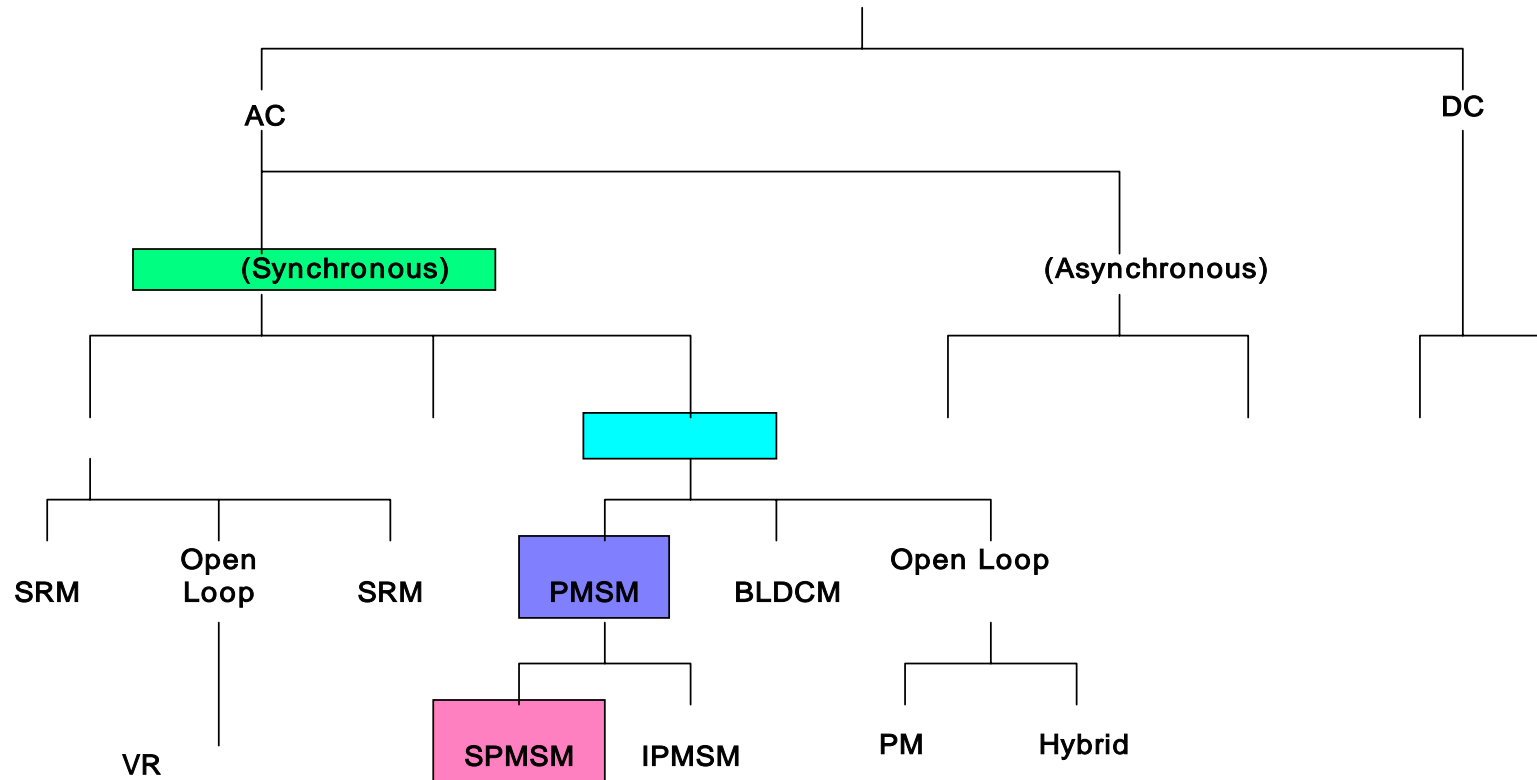 AC
DC
(Synchronous)
(Asynchronous)
SRM
Open
Loop
SRM
PMSM
BLDCM
Open Loop
VR
SPMSM
IPMSM
PM
Hybrid